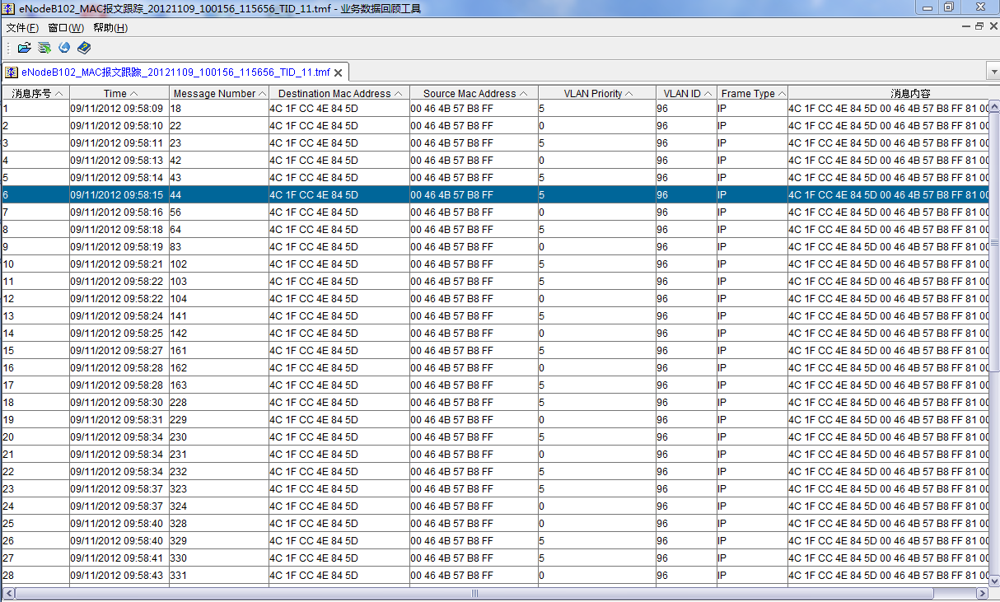 eNodeB102_MAC报文跟踪_20121109_100156_115656_TID_11.tmf - 业务数据回顾工具
文件(F) 窗口(W) 帮助(H)
eNodeB102_MAC报文跟踪_20121109_100156_115656_TID_11.tmf
消息序号 Time Message Number Destination Mac Address Source Mac Address VLAN Priority VLAN ID Frame Type 消息内容
1 09/11/2012 09:58:09 18 4C 1F CC 4E 84 5D 00 46 4B 57 B8 FF 5 96 IP 4C 1F CC 4E 84 5D 00 46 4B 57 B8 FF 81 00
2 09/11/2012 09:58:10 22 4C 1F CC 4E 84 5D 00 46 4B 57 B8 FF 0 96 IP 4C 1F CC 4E 84 5D 00 46 4B 57 B8 FF 81 00
3 09/11/2012 09:58:11 23 4C 1F CC 4E 84 5D 00 46 4B 57 B8 FF 5 96 IP 4C 1F CC 4E 84 5D 00 46 4B 57 B8 FF 81 00
4 09/11/2012 09:58:13 42 4C 1F CC 4E 84 5D 00 46 4B 57 B8 FF 0 96 IP 4C 1F CC 4E 84 5D 00 46 4B 57 B8 FF 81 00
5 09/11/2012 09:58:14 43 4C 1F CC 4E 84 5D 00 46 4B 57 B8 FF 5 96 IP 4C 1F CC 4E 84 5D 00 46 4B 57 B8 FF 81 00
6 09/11/2012 09:58:15 44 4C 1F CC 4E 84 5D 00 46 4B 57 B8 FF 5 96 IP 4C 1F CC 4E 84 5D 00 46 4B 57 B8 FF 81 00
7 09/11/2012 09:58:16 56 4C 1F CC 4E 84 5D 00 46 4B 57 B8 FF 0 96 IP 4C 1F CC 4E 84 5D 00 46 4B 57 B8 FF 81 00
8 09/11/2012 09:58:18 64 4C 1F CC 4E 84 5D 00 46 4B 57 B8 FF 5 96 IP 4C 1F CC 4E 84 5D 00 46 4B 57 B8 FF 81 00
9 09/11/2012 09:58:19 83 4C 1F CC 4E 84 5D 00 46 4B 57 B8 FF 0 96 IP 4C 1F CC 4E 84 5D 00 46 4B 57 B8 FF 81 00
10 09/11/2012 09:58:21 102 4C 1F CC 4E 84 5D 00 46 4B 57 B8 FF 5 96 IP 4C 1F CC 4E 84 5D 00 46 4B 57 B8 FF 81 00
11 09/11/2012 09:58:22 103 4C 1F CC 4E 84 5D 00 46 4B 57 B8 FF 5 96 IP 4C 1F CC 4E 84 5D 00 46 4B 57 B8 FF 81 00
12 09/11/2012 09:58:22 104 4C 1F CC 4E 84 5D 00 46 4B 57 B8 FF 0 96 IP 4C 1F CC 4E 84 5D 00 46 4B 57 B8 FF 81 00
13 09/11/2012 09:58:24 141 4C 1F CC 4E 84 5D 00 46 4B 57 B8 FF 5 96 IP 4C 1F CC 4E 84 5D 00 46 4B 57 B8 FF 81 00
14 09/11/2012 09:58:25 142 4C 1F CC 4E 84 5D 00 46 4B 57 B8 FF 0 96 IP 4C 1F CC 4E 84 5D 00 46 4B 57 B8 FF 81 00
15 09/11/2012 09:58:27 161 4C 1F CC 4E 84 5D 00 46 4B 57 B8 FF 5 96 IP 4C 1F CC 4E 84 5D 00 46 4B 57 B8 FF 81 00
16 09/11/2012 09:58:28 162 4C 1F CC 4E 84 5D 00 46 4B 57 B8 FF 0 96 IP 4C 1F CC 4E 84 5D 00 46 4B 57 B8 FF 81 00
17 09/11/2012 09:58:28 163 4C 1F CC 4E 84 5D 00 46 4B 57 B8 FF 5 96 IP 4C 1F CC 4E 84 5D 00 46 4B 57 B8 FF 81 00
18 09/11/2012 09:58:30 228 4C 1F CC 4E 84 5D 00 46 4B 57 B8 FF 5 96 IP 4C 1F CC 4E 84 5D 00 46 4B 57 B8 FF 81 00
19 09/11/2012 09:58:31 229 4C 1F CC 4E 84 5D 00 46 4B 57 B8 FF 0 96 IP 4C 1F CC 4E 84 5D 00 46 4B 57 B8 FF 81 00
20 09/11/2012 09:58:34 230 4C 1F CC 4E 84 5D 00 46 4B 57 B8 FF 5 96 IP 4C 1F CC 4E 84 5D 00 46 4B 57 B8 FF 81 00
21 09/11/2012 09:58:34 231 4C 1F CC 4E 84 5D 00 46 4B 57 B8 FF 0 96 IP 4C 1F CC 4E 84 5D 00 46 4B 57 B8 FF 81 00
22 09/11/2012 09:58:34 232 4C 1F CC 4E 84 5D 00 46 4B 57 B8 FF 5 96 IP 4C 1F CC 4E 84 5D 00 46 4B 57 B8 FF 81 00
23 09/11/2012 09:58:37 323 4C 1F CC 4E 84 5D 00 46 4B 57 B8 FF 5 96 IP 4C 1F CC 4E 84 5D 00 46 4B 57 B8 FF 81 00
24 09/11/2012 09:58:37 324 4C 1F CC 4E 84 5D 00 46 4B 57 B8 FF 0 96 IP 4C 1F CC 4E 84 5D 00 46 4B 57 B8 FF 81 00
25 09/11/2012 09:58:40 328 4C 1F CC 4E 84 5D 00 46 4B 57 B8 FF 0 96 IP 4C 1F CC 4E 84 5D 00 46 4B 57 B8 FF 81 00
26 09/11/2012 09:58:40 329 4C 1F CC 4E 84 5D 00 46 4B 57 B8 FF 5 96 IP 4C 1F CC 4E 84 5D 00 46 4B 57 B8 FF 81 00
27 09/11/2012 09:58:41 330 4C 1F CC 4E 84 5D 00 46 4B 57 B8 FF 5 96 IP 4C 1F CC 4E 84 5D 00 46 4B 57 B8 FF 81 00
28 09/11/2012 09:58:43 331 4C 1F CC 4E 84 5D 00 46 4B 57 B8 FF 0 96 IP 4C 1F CC 4E 84 5D 00 46 4B 57 B8 FF 81 00